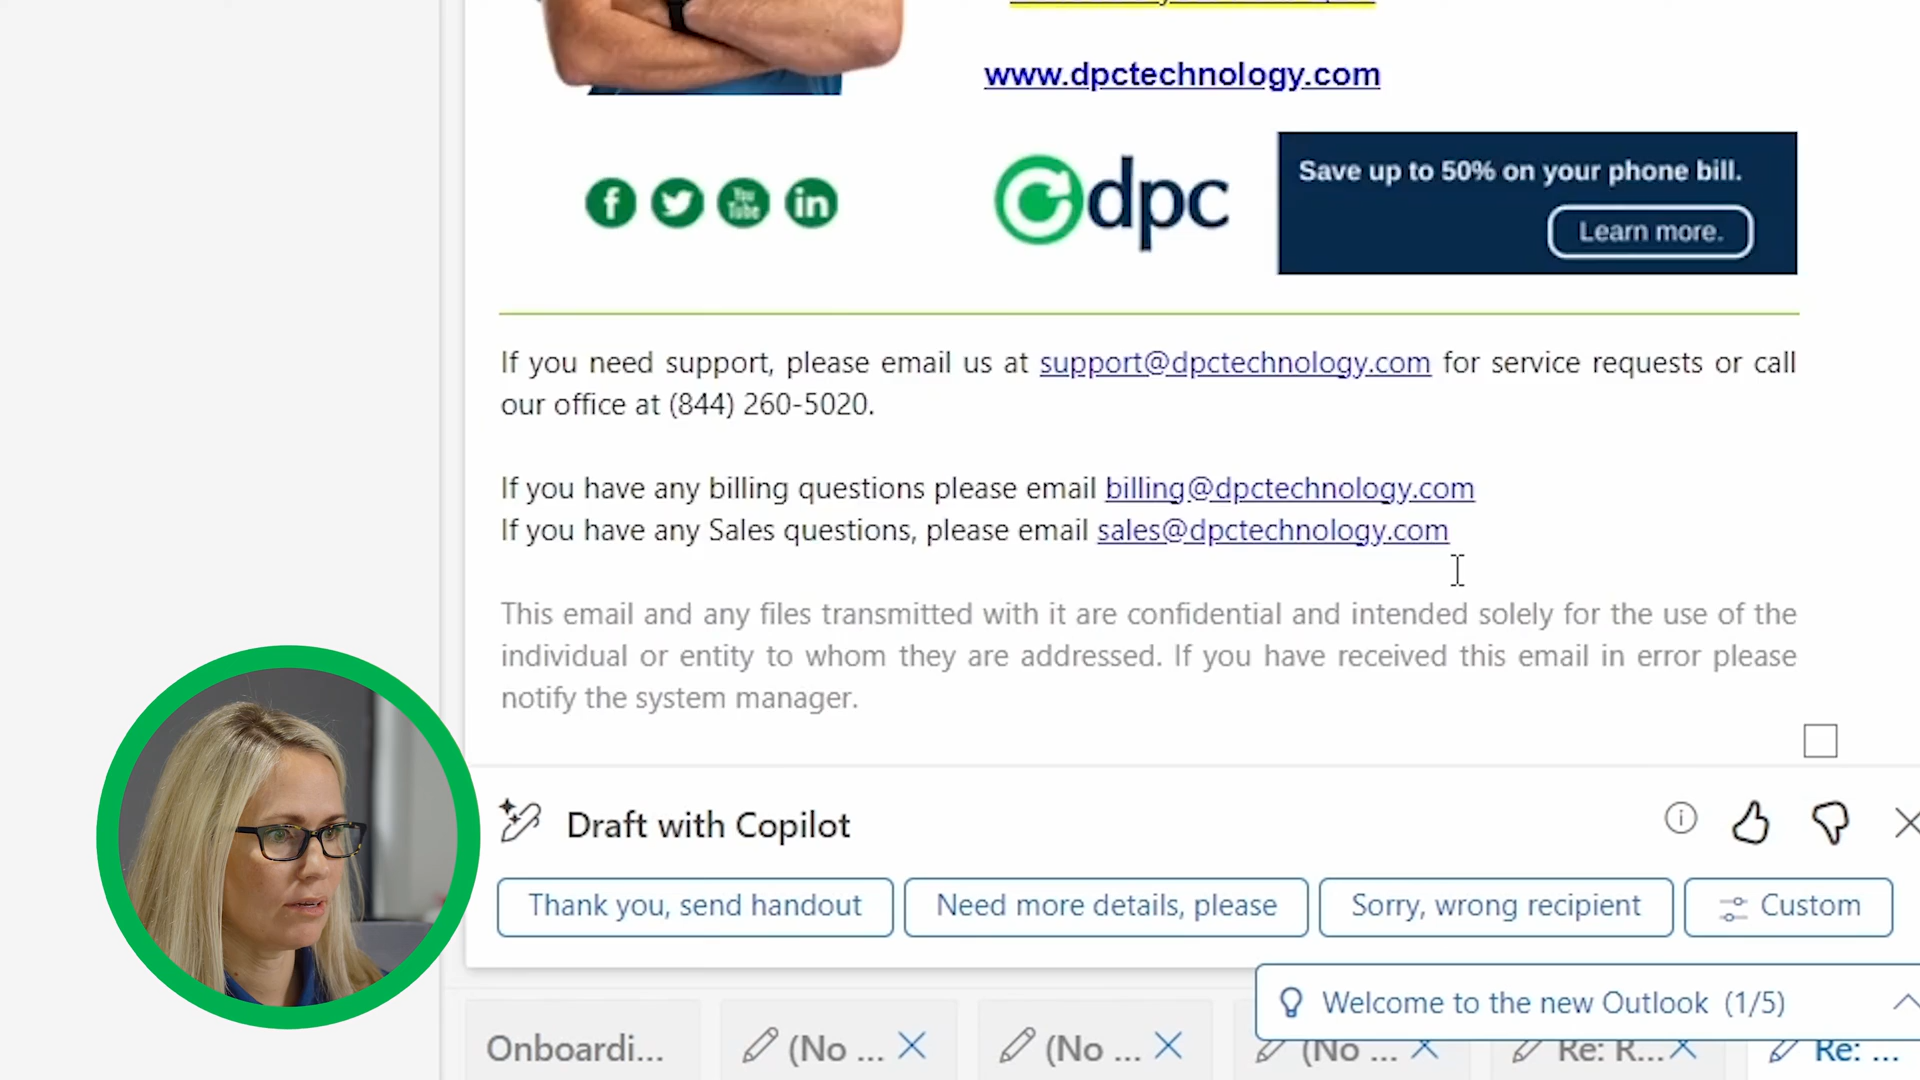 www.dpctechnology.com
You
Tube
in
dpc
Save up to 50% on your phone bill.
Learn more.
If you need support, please email us at support@dpctechnology.com for service requests or call
our office at (844) 260-5020.
If you have any billing questions please email billing@dpctechnology.com
If you have any Sales questions, please email sales@dpctechnology.com
This email and any files transmitted with it are confidential and intended solely for the use of the
individual or entity to whom they are addressed. If you have received this email in error please
notify the system manager.
Draft with Copilot
Thank you, send handout
Need more details, please
Sorry, wrong recipient
Custom
Welcome to the new Outlook (1/5)
Onboardi...
(No ...
(No ...
(No ...
Re: R...
Re: ...